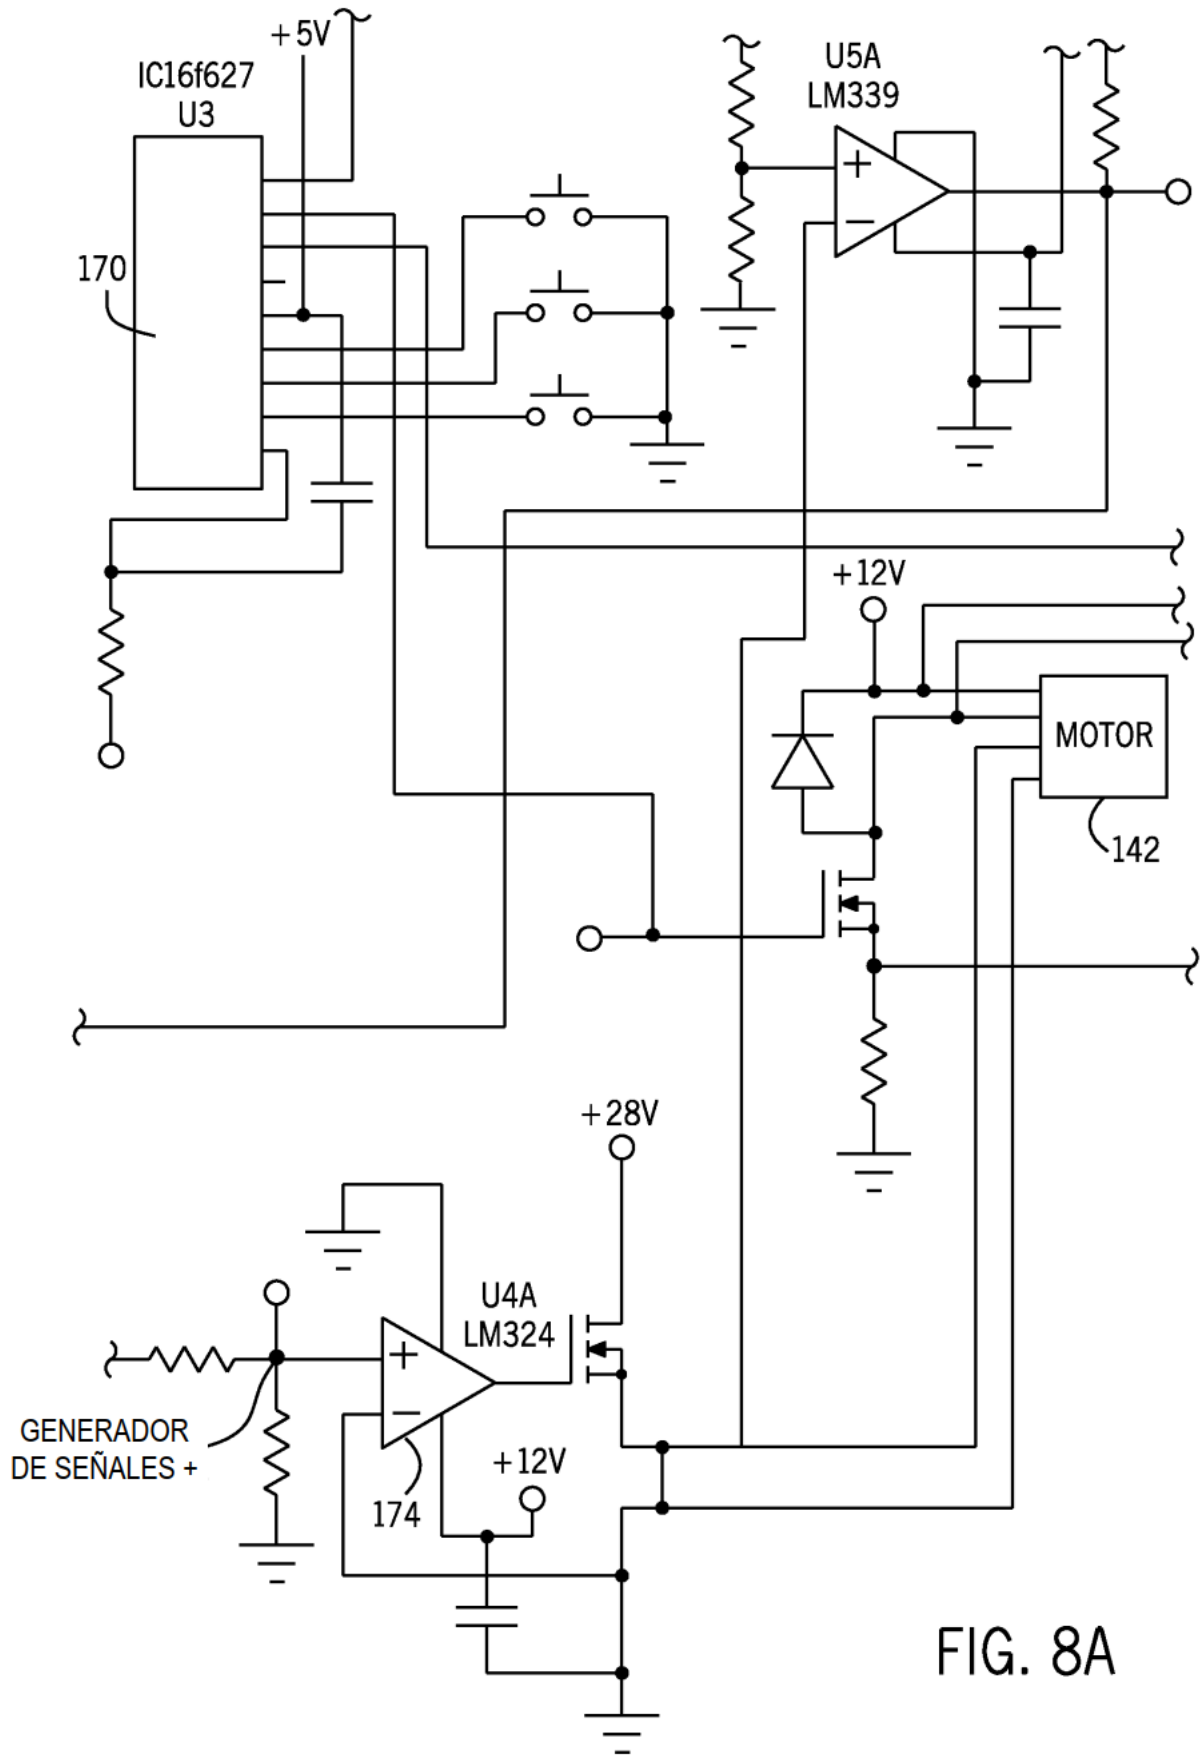 +5V
IC16f627
U3
170
U5A
LM339
+
−
+12V
MOTOR
142
+28V
U4A
LM324
+
−
GENERADOR
DE SEÑALES +
174
+12V
FIG. 8A